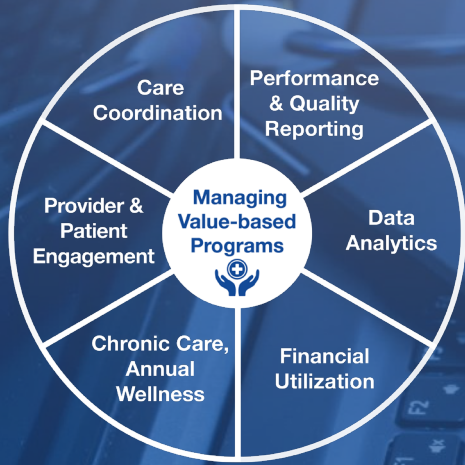 Care
Coordination
Performance
& Quality
Reporting
Provider &
Patient
Engagement
Managing
Value-based
Programs
Data
Analytics
Chronic Care,
Annual
Wellness
Financial
Utilization
F2